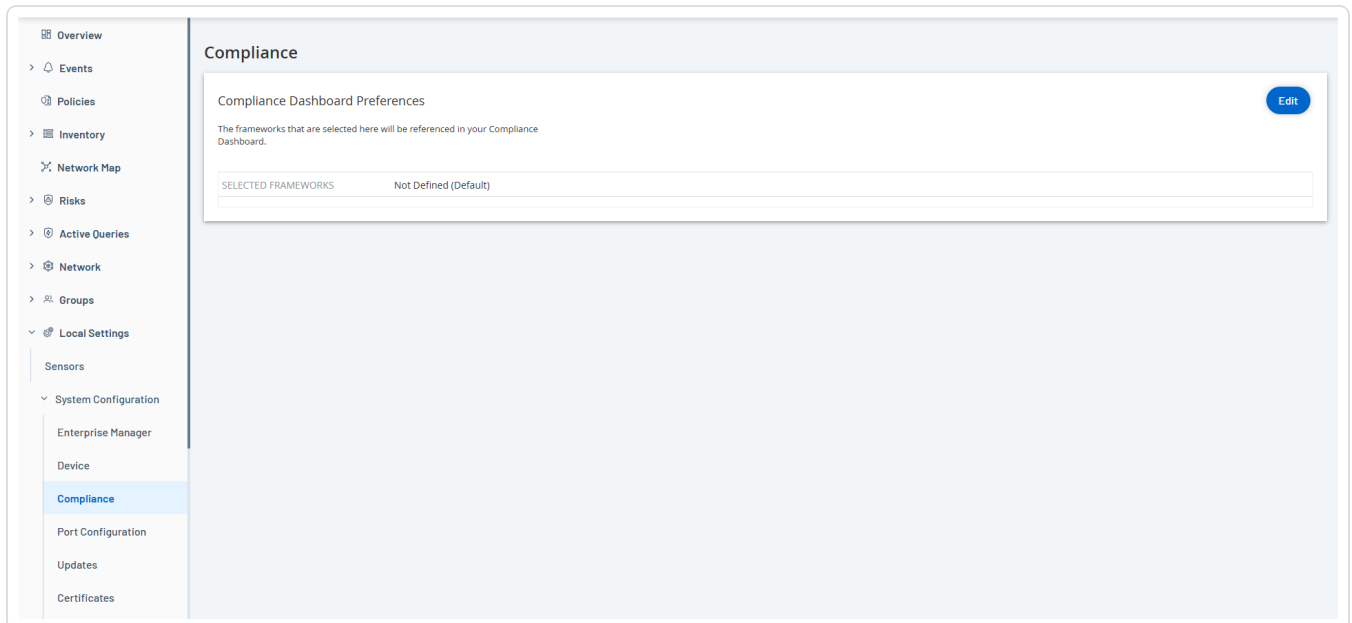 Overview
Events
Policies
Inventory
Network Map
Risks
Active Queries
Network
Groups
Local Settings
Sensors
System Configuration
Enterprise Manager
Device
Compliance
Port Configuration
Updates
Certificates
Compliance
Compliance Dashboard Preferences
Edit
The frameworks that are selected here will be referenced in your Compliance
Dashboard.
SELECTED FRAMEWORKS Not Defined (Default)